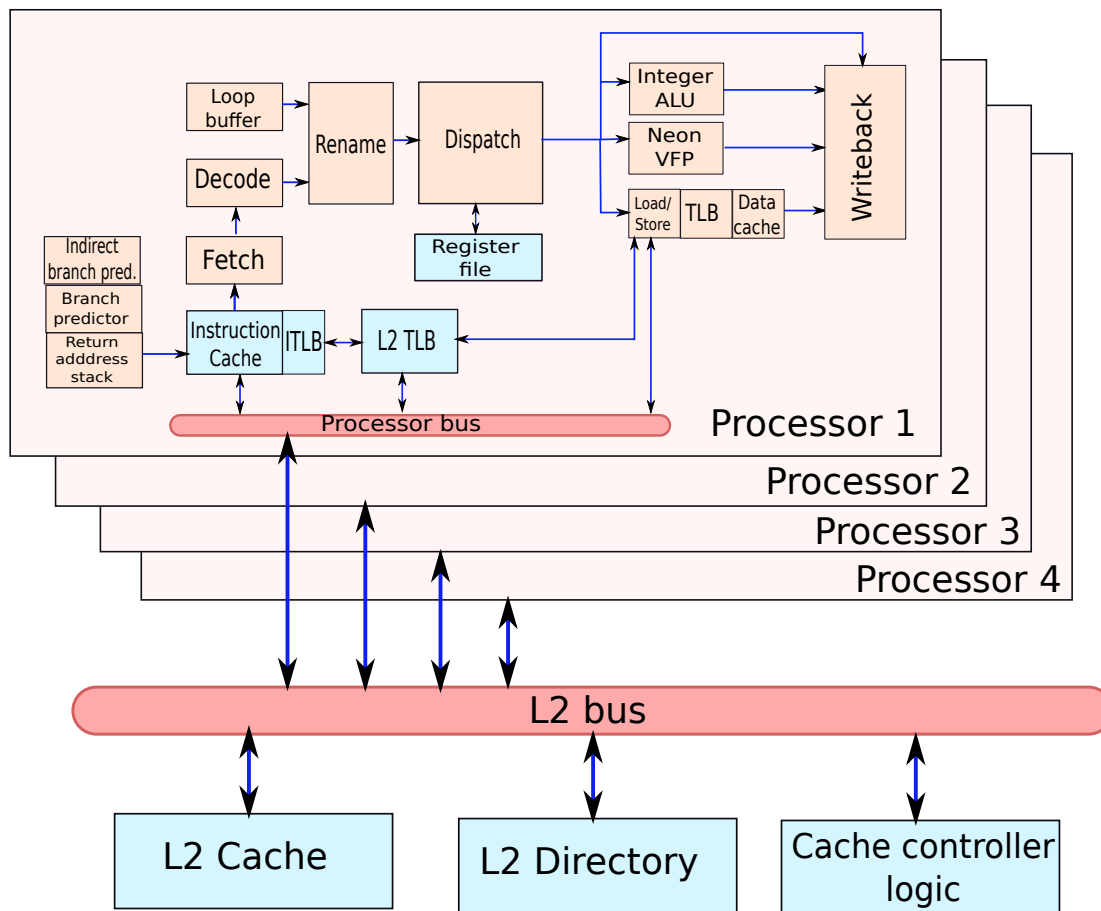 Loop
buffer
Rename
Dispatch
Integer
ALU
Neon
VFP
Writeback
Decode
Load/
Store
TLB
Data
cache
Indirect
branch pred.
Fetch
Register
file
Branch
predictor
Return
adddress
stack
Instruction
Cache
ITLB
L2 TLB
Processor bus
Processor 1
Processor 2
Processor 3
Processor 4
L2 bus
L2 Cache
L2 Directory
Cache controller
logic